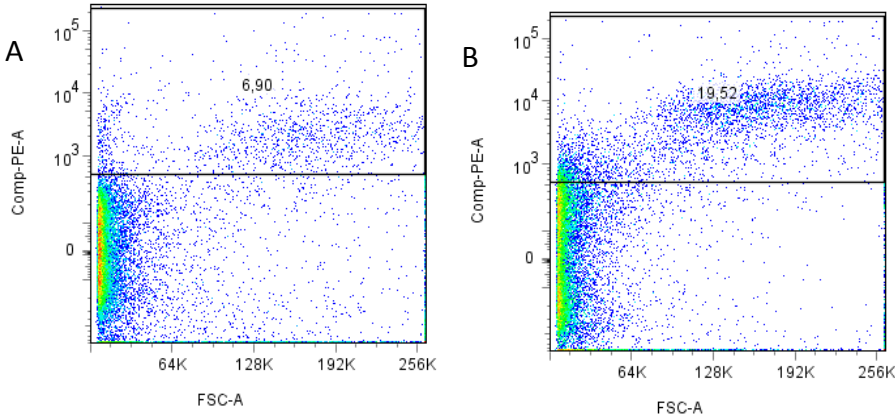 A
10^5
10^4
10^3
0
6,90
Comp-PE-A
64K
128K
192K
256K
FSC-A
B
10^5
10^4
10^3
0
19,52
Comp-PE-A
64K
128K
192K
256K
FSC-A